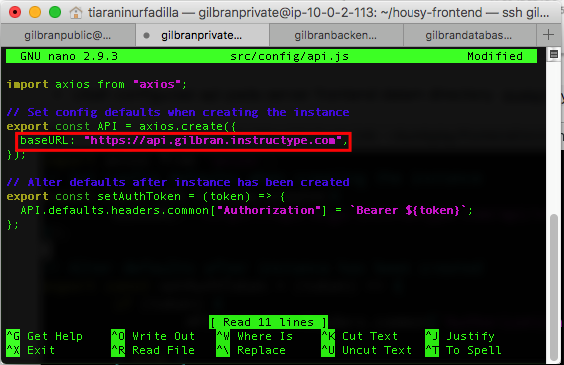 tiaraninurfadilla — gilbranprivate@ip-10-0-2-113: ~/housy-frontend — ssh gil...
gilbranpublic@... gilbranprivate... gilbranbacken... gilbrandatabas...
GNU nano 2.9.3 src/config/api.js Modified
import axios from "axios";
// Set config defaults when creating the instance
export const API = axios.create({
baseURL: "https://api.gilbran.instructype.com",
});
// Alter defaults after instance has been created
export const setAuthToken = (token) => {
API.defaults.headers.common["Authorization"] = `Bearer ${token}`;
};
[ Read 11 lines ]
^G Get Help ^O Write Out ^W Where Is ^K Cut Text ^J Justify
^X Exit ^R Read File ^\ Replace ^U Uncut Text ^T To Spell